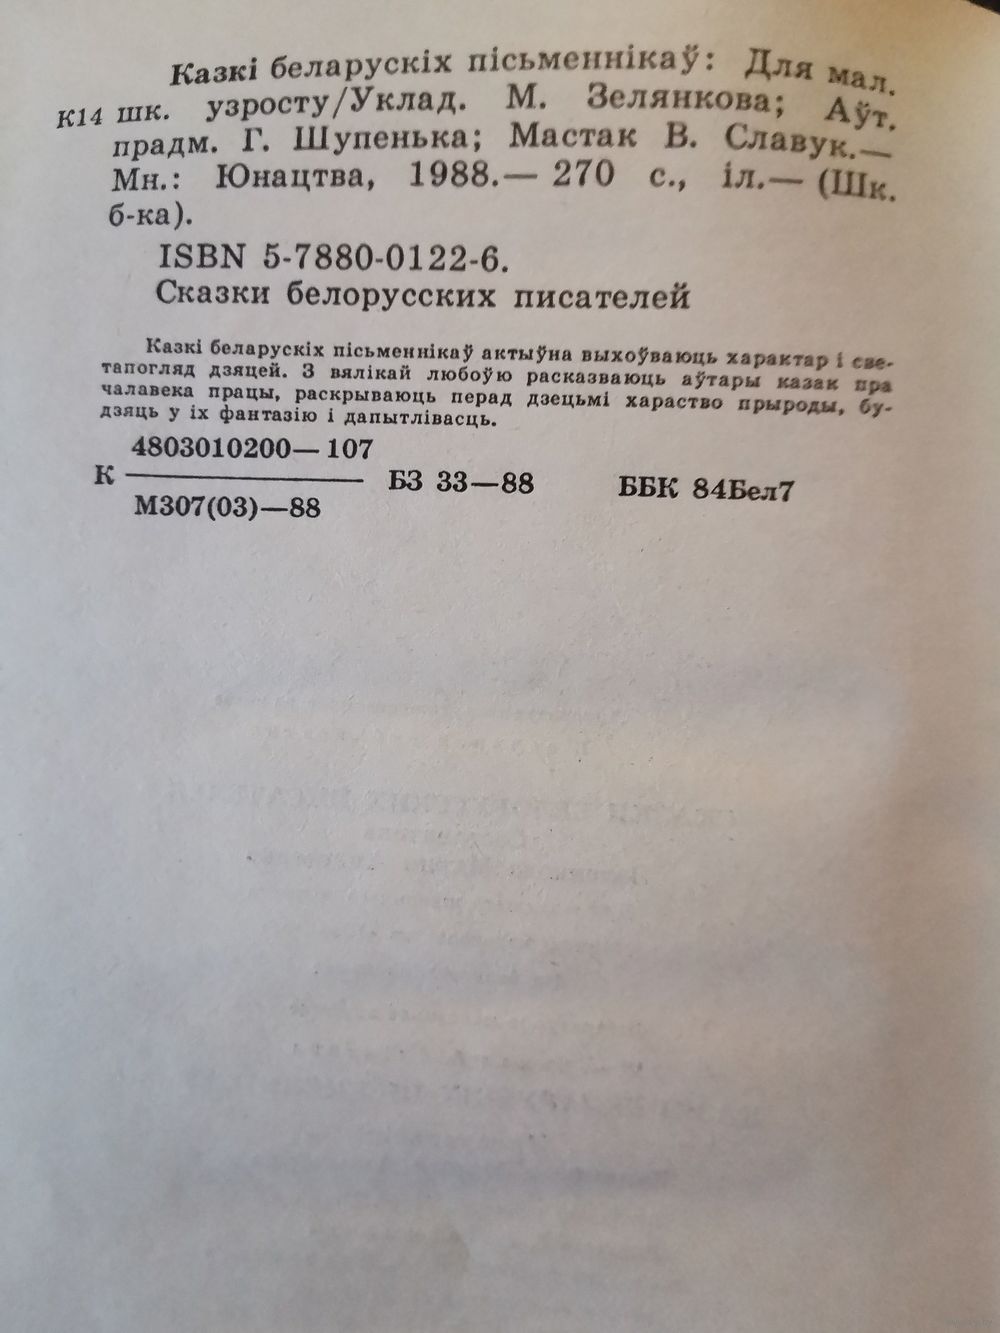 Казкі беларускіх пісьменнікаў: Для мал.
К14 шк. узросту/Уклад. М. Зелянкова; Аўт.
прадм. Г. Шупенька; Мастак В. Славук.—
Мн.: Юнацтва, 1988.— 270 с., іл.— (Шк.
б-ка).
ISBN 5-7880-0122-6.
Сказки белорусских писателей
Казкі беларускіх пісьменнікаў актыўна выхоўваюць характар і све-
тапогляд дзяцей. З вялікай любоўю расказваюць аўтары казак пра
чалавека працы, раскрываюць перад дзецьмі хараство прыроды, бу-
дзяць у іх фантазію і дапытлівасць.
4803010200—107
К БЗ 33—88 ББК 84Бел7
М307(03)—88